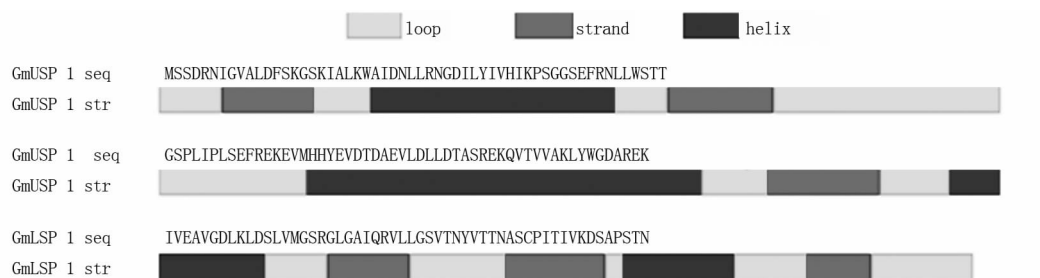 loop strand helix
GmUSP 1 seq MSSDRNIGVALDFSKGSKIALKWAIDNLLRNGDILYIVHIKPSGGSEFRNLLWSTT
GmUSP 1 str
GmUSP 1 seq GSPLIPLSEFREKEVMHHYEVDTDAEVLDLLDTASREKQVTVVAKLYWGDAREK
GmUSP 1 str
GmLSP 1 seq IVEAVGDLKLDSLVMGSRGLGAIQRVLLGSVTNYVTTNASCPITIVKDSAPSTN
GmLSP 1 str